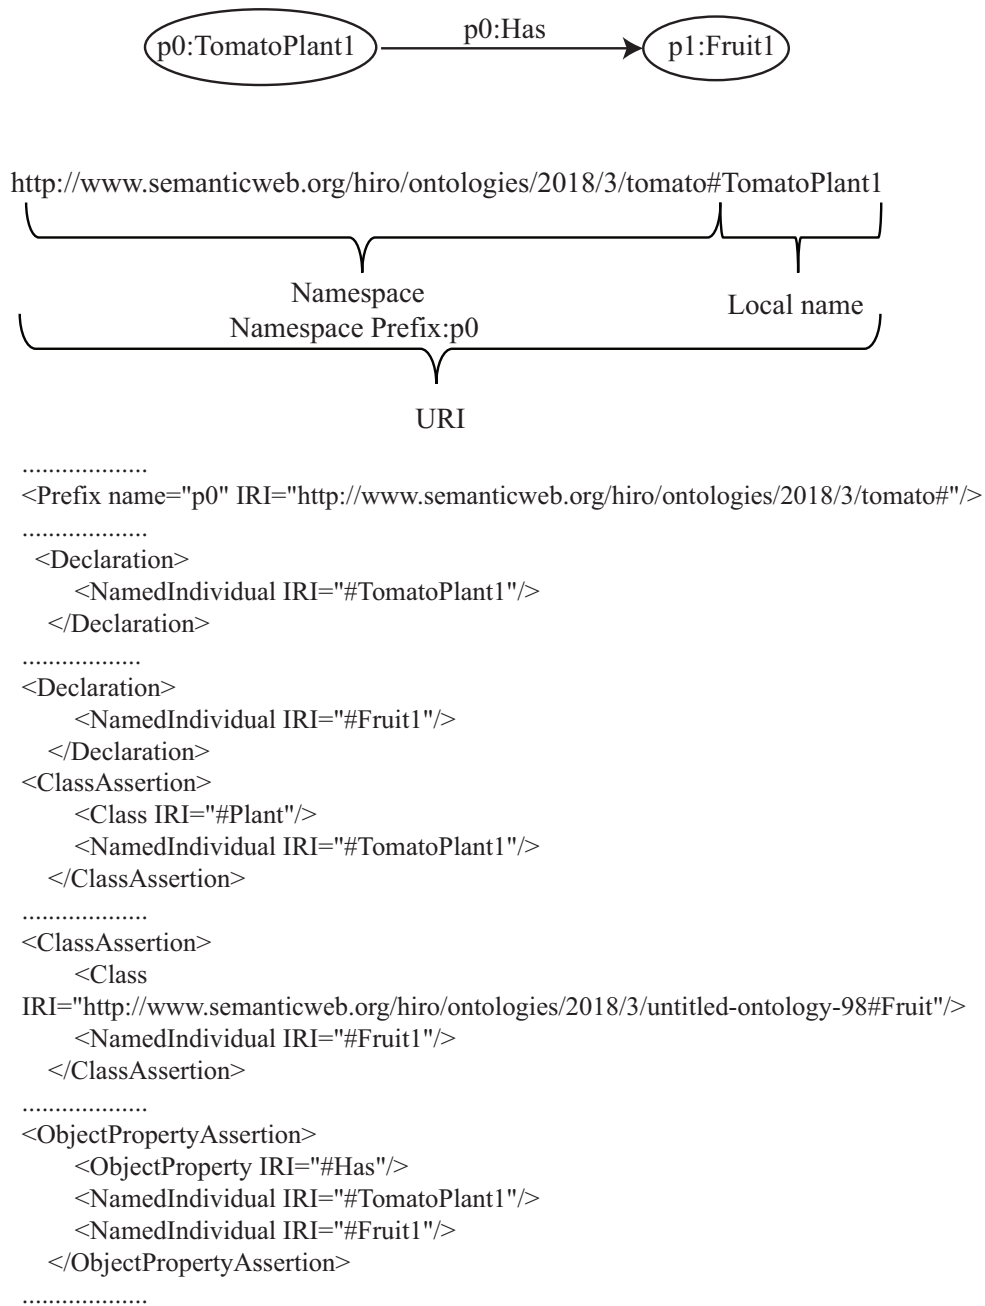 p0:TomatoPlant1 p0:Has p1:Fruit1
http://www.semanticweb.org/hiro/ontologies/2018/3/tomato#TomatoPlant1
Namespace
Local name
Namespace Prefix:p0
URI
...................
<Prefix name="p0" IRI="http://www.semanticweb.org/hiro/ontologies/2018/3/tomato#"/>
...................
<Declaration>
<NamedIndividual IRI="#TomatoPlant1"/>
</Declaration>
..................
<Declaration>
<NamedIndividual IRI="#Fruit1"/>
</Declaration>
<ClassAssertion>
<Class IRI="#Plant"/>
<NamedIndividual IRI="#TomatoPlant1"/>
</ClassAssertion>
...................
<ClassAssertion>
<Class
IRI="http://www.semanticweb.org/hiro/ontologies/2018/3/untitled-ontology-98#Fruit"/>
<NamedIndividual IRI="#Fruit1"/>
</ClassAssertion>
...................
<ObjectPropertyAssertion>
<ObjectProperty IRI="#Has"/>
<NamedIndividual IRI="#TomatoPlant1"/>
<NamedIndividual IRI="#Fruit1"/>
</ObjectPropertyAssertion>
...................